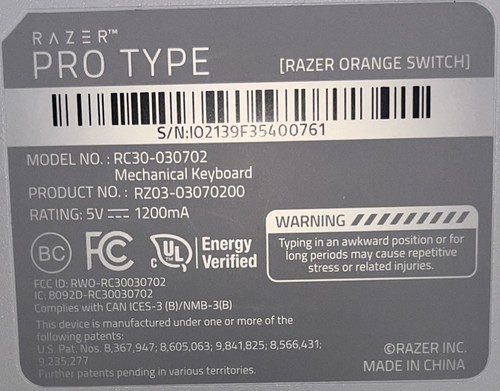 RAZER™
PRO TYPE
[RAZER ORANGE SWITCH]
S/N:IO2139F35400761
MODEL NO. : RC30-030702
Mechanical Keyboard
PRODUCT NO. : RZ03-03070200
RATING: 5V ⎓ 1200mA
BC FC c UL us Energy Verified
WARNING
Typing in an awkward position or for
long periods may cause repetitive
stress or related injuries.
FCC ID: RWO-RC30030702
IC: 8092D-RC30030702
Complies with CAN ICES-3 (B)/NMB-3(B)
This device is manufactured under one or more of the
following patents:
U.S. Pat. Nos. 8,367,947; 8,605,063; 9,841,825; 8,566,431;
9,235,277
Further patents pending in various territories.
©RAZER INC.
MADE IN CHINA